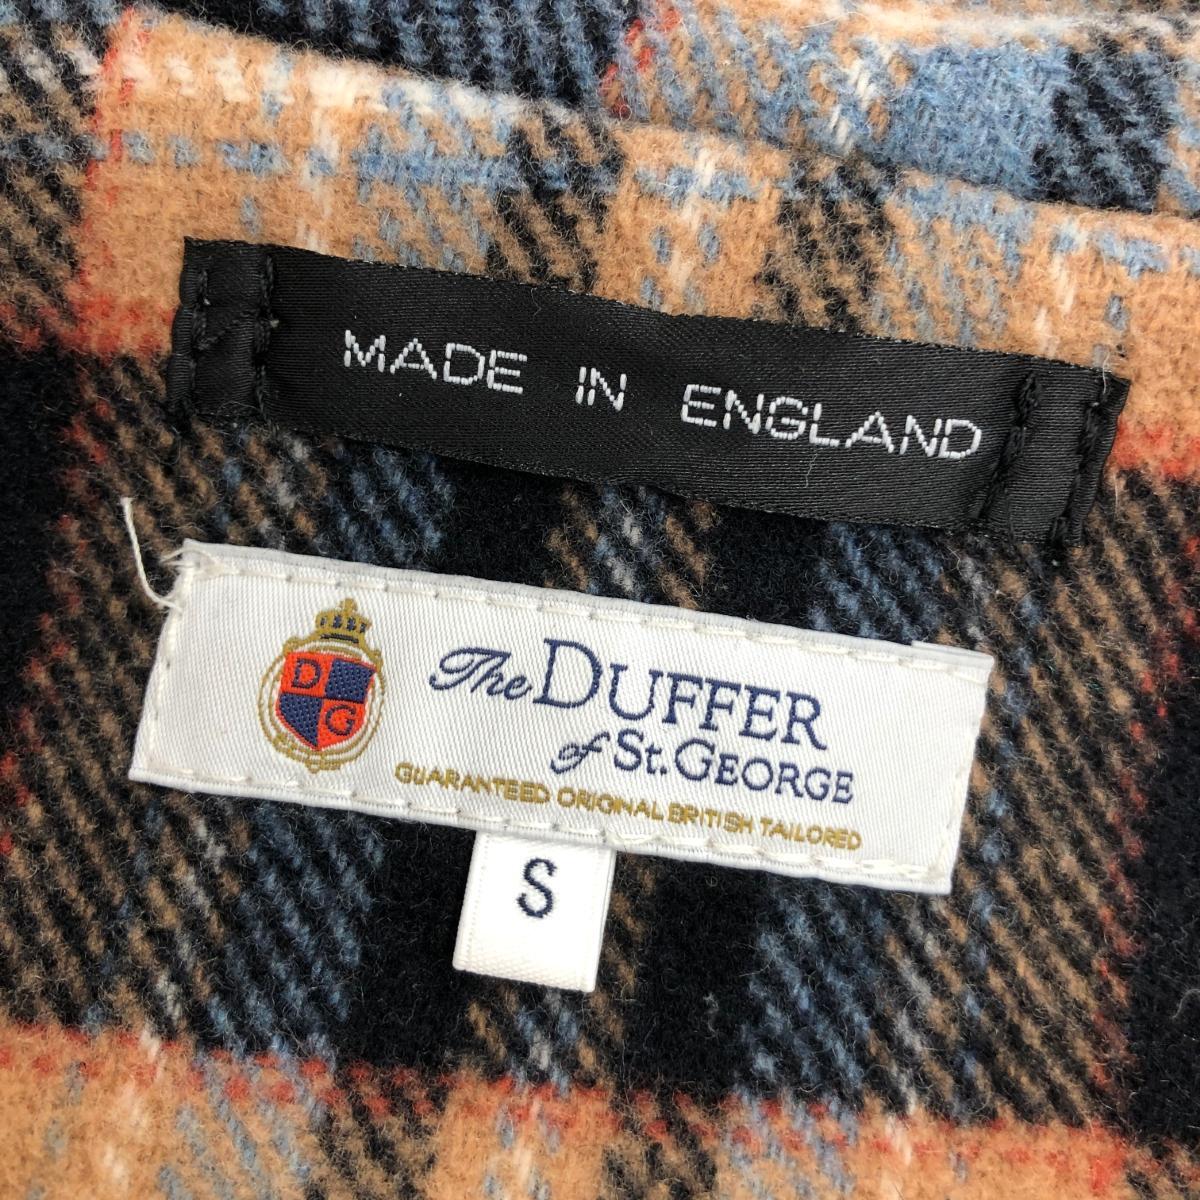 MADE IN ENGLAND
D
G
The DUFFER
of St. GEORGE
GUARANTEED ORIGINAL BRITISH TAILORED
S